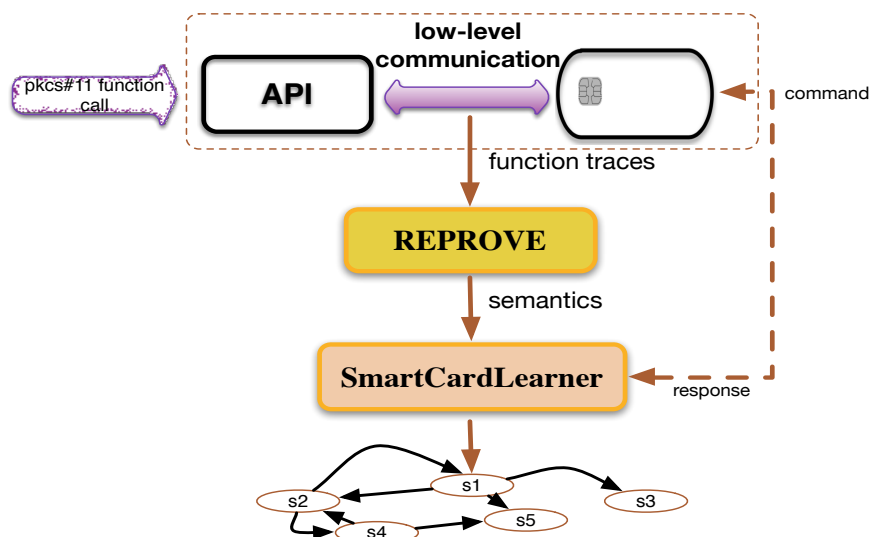 low-level
communication
pkcs#11 function
call
API
command
function traces
REPROVE
semantics
SmartCardLearner
response
s1
s2
s3
s5
s4